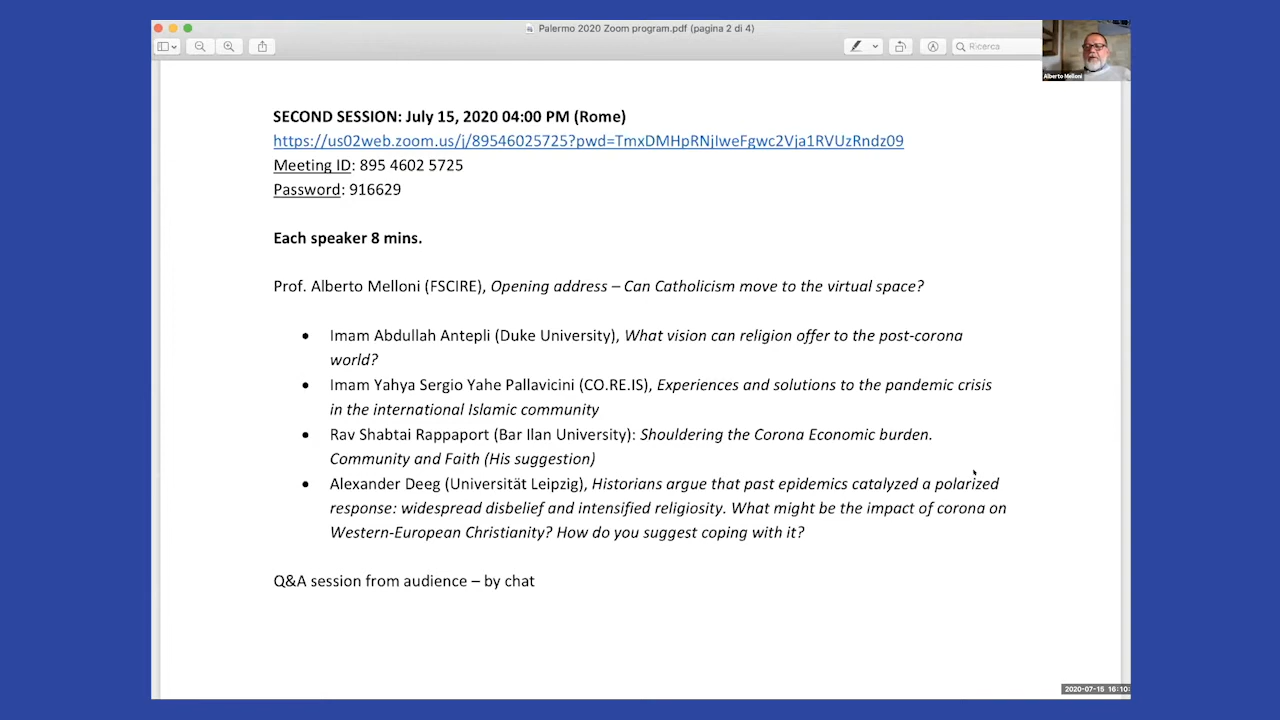 Palermo 2020 Zoom program.pdf (pagina 2 di 4)
Ricerca
Alberto Melloni
SECOND SESSION: July 15, 2020 04:00 PM (Rome)
https://us02web.zoom.us/j/89546025725?pwd=TmxDMHpRNjIweFgwc2Vja1RVUzRndz09
Meeting ID: 895 4602 5725
Password: 916629
Each speaker 8 mins.
Prof. Alberto Melloni (FSCIRE), Opening address – Can Catholicism move to the virtual space?
• Imam Abdullah Antepli (Duke University), What vision can religion offer to the post-corona
world?
• Imam Yahya Sergio Yahe Pallavicini (CO.RE.IS), Experiences and solutions to the pandemic crisis
in the international Islamic community
• Rav Shabtai Rappaport (Bar Ilan University): Shouldering the Corona Economic burden.
Community and Faith (His suggestion)
• Alexander Deeg (Universität Leipzig), Historians argue that past epidemics catalyzed a polarized
response: widespread disbelief and intensified religiosity. What might be the impact of corona on
Western-European Christianity? How do you suggest coping with it?
Q&A session from audience – by chat
2020-07-15 16:10: